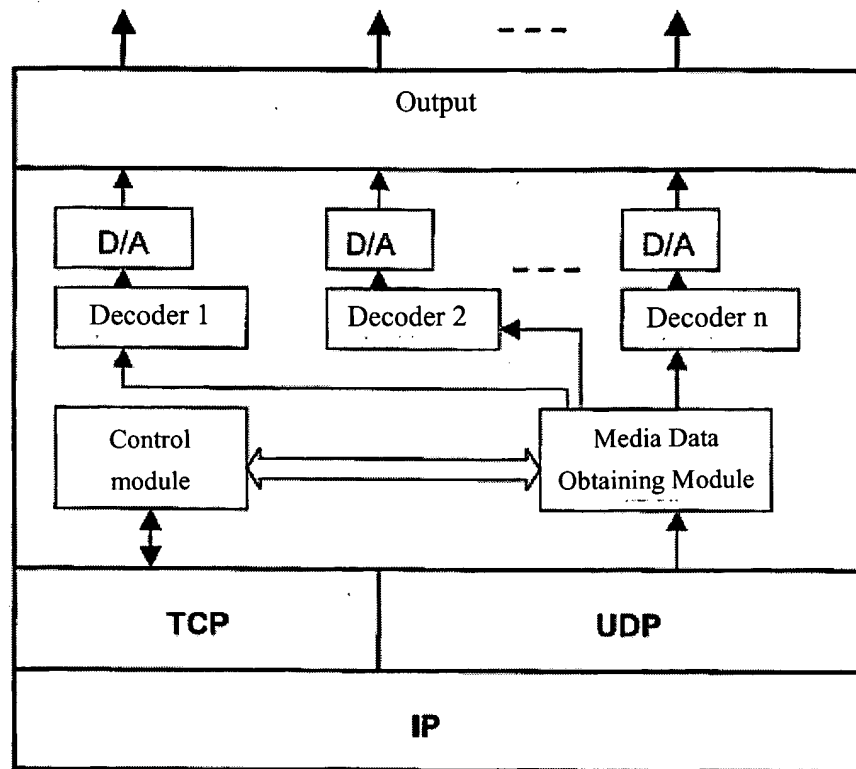 Output
D/A
D/A
D/A
Decoder 1
Decoder 2
Decoder n
Control
module
Media Data
Obtaining Module
TCP
UDP
IP